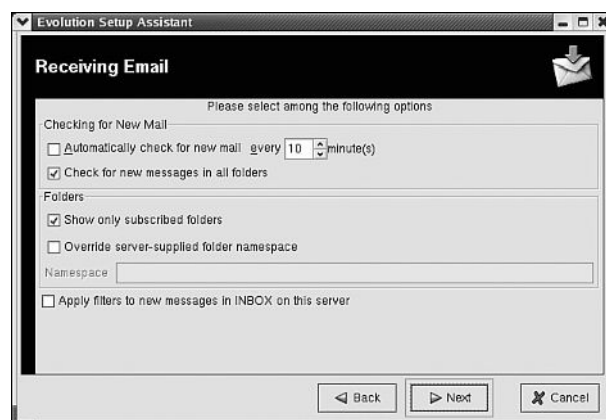 Evolution Setup Assistant
Receiving Email
Please select among the following options
Checking for New Mail
Automatically check for new mail every 10 minute(s)
Check for new messages in all folders
Folders
Show only subscribed folders
Override server-supplied folder namespace
Namespace
Apply filters to new messages in INBOX on this server
Back Next Cancel